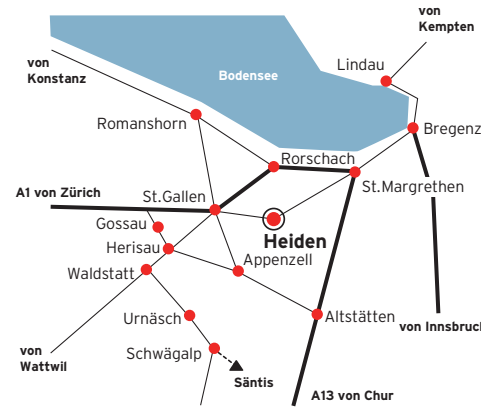 von
Kempten
Lindau
von
Konstanz
Bodensee
Romanshorn
Bregenz
Rorschach
St.Margrethen
A1 von Zürich
St.Gallen
Gossau
Heiden
Herisau
Appenzell
Waldstatt
Urnäsch
Altstätten
von Innsbruck
von
Wattwil
Schwägalp
Säntis
A13 von Chur